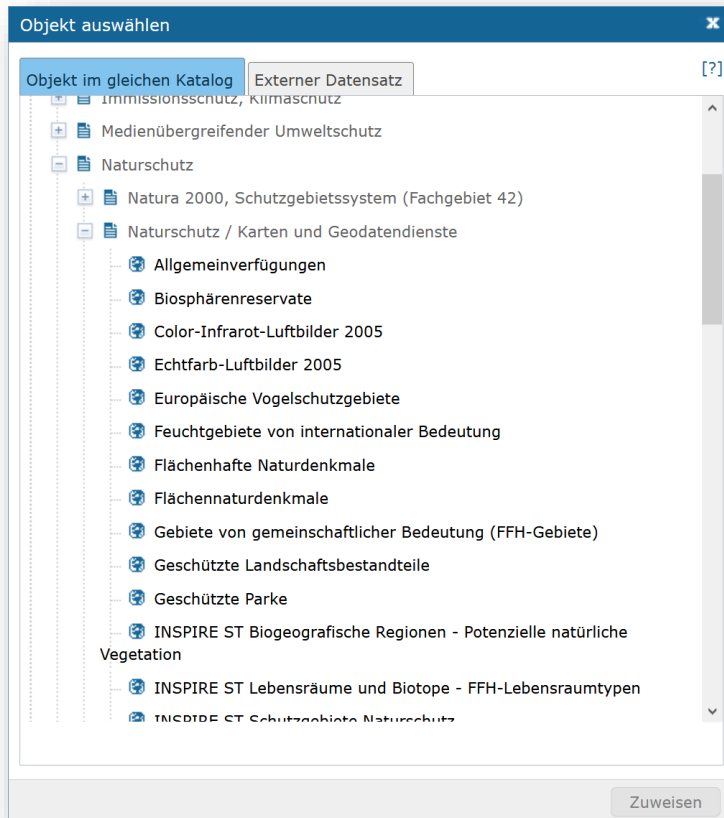 Objekt auswählen
Objekt im gleichen Katalog
Externer Datensatz
[?]
Immissionsschutz, Klimaschutz
Medienübergreifender Umweltschutz
Naturschutz
Natura 2000, Schutzgebietssystem (Fachgebiet 42)
Naturschutz / Karten und Geodatendienste
Allgemeinverfügungen
Biosphärenreservate
Color-Infrarot-Luftbilder 2005
Echtfarb-Luftbilder 2005
Europäische Vogelschutzgebiete
Feuchtgebiete von internationaler Bedeutung
Flächenhafte Naturdenkmale
Flächennaturdenkmale
Gebiete von gemeinschaftlicher Bedeutung (FFH-Gebiete)
Geschützte Landschaftsbestandteile
Geschützte Parke
INSPIRE ST Biogeografische Regionen - Potenzielle natürliche
Vegetation
INSPIRE ST Lebensräume und Biotope - FFH-Lebensraumtypen
INSPIRE ST Schutzgebiete Naturschutz
Zuweisen